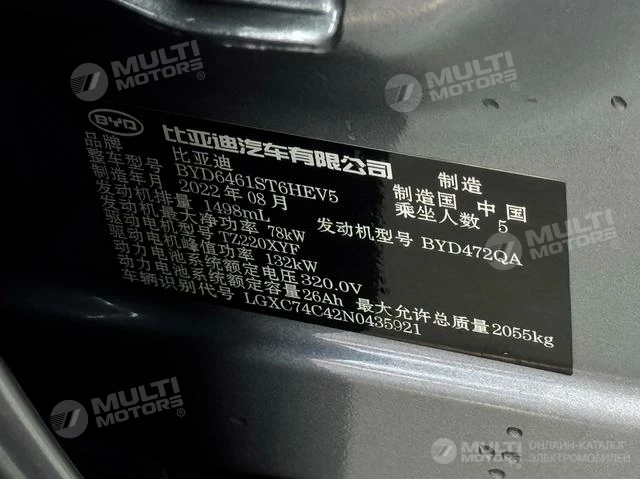 BYD 比亚迪汽车有限公司 制造
品牌 比亚迪 制造国 中国
整车型号 BYD6461ST6HEV5 乘坐人数 5
制造年月 2022年08月
发动机排量 1498mL 发动机型号 BYD472QA
发动机最大净功率 78kW
驱动电机型号 TZ220XYF
驱动电机峰值功率 132kW
动力电池系统额定电压 320.0V
动力电池系统额定容量 26Ah 最大允许总质量 2055kg
车辆识别代号 LGXC74C42N0435921
MULTI MOTORS
MULTI MOTORS
MULTI MOTORS
MULTI MOTORS
MULTI MOTORS
MULTI MOTORS
ОНЛАЙН-КАТАЛОГ
ЭЛЕКТРОМОБИЛЕЙ